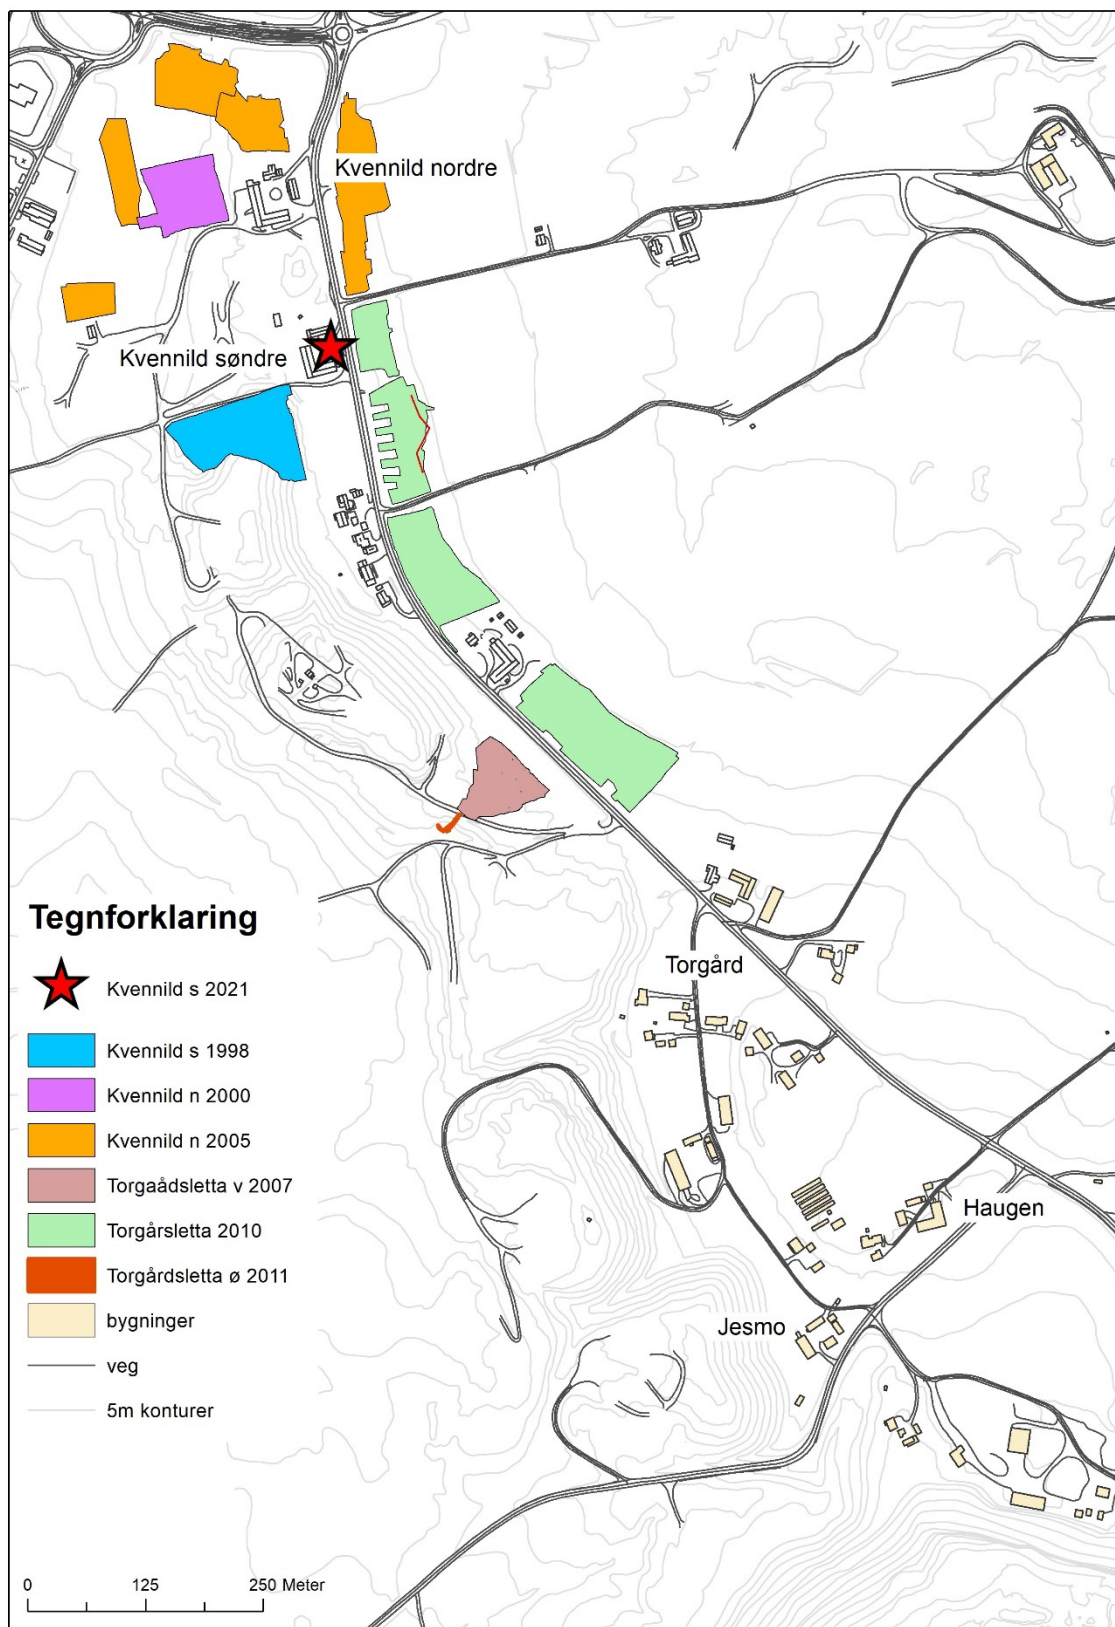 Kvennild nordre
Kvennild søndre
Tegnforklaring
Kvennild s 2021
Kvennild s 1998
Kvennild n 2000
Kvennild n 2005
Torgaådsletta v 2007
Torgårsletta 2010
Torgårdsletta ø 2011
bygninger
veg
5m konturer
Torgård
Haugen
Jesmo
0 125 250 Meter